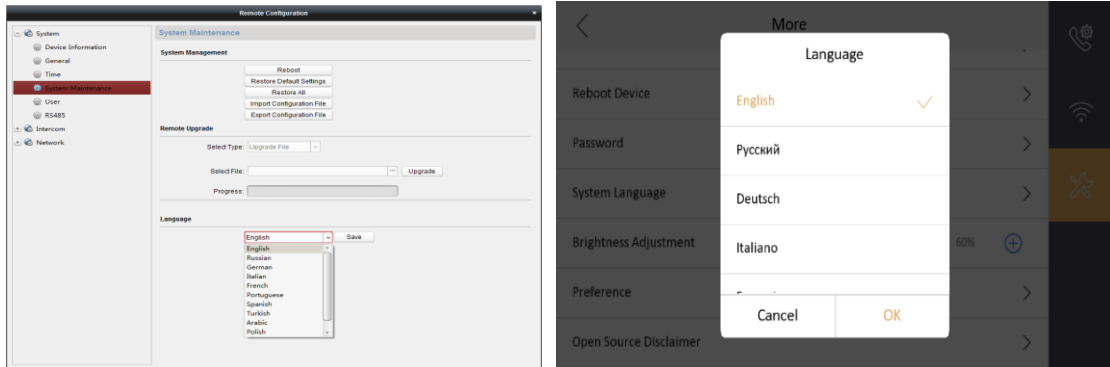 Remote Configuration
System
Device Information
General
Time
System Maintenance
User
RS485
Intercom
Network
System Maintenance
System Management
Reboot
Restore Default Settings
Restore All
Import Configuration File
Export Configuration File
Remote Upgrade
Select Type: Upgrade File
Select File: Upgrade
Progress:
Language
English Save
English
Russian
German
Italian
French
Portuguese
Spanish
Turkish
Arabic
Polish
More
Reboot Device
Password
System Language
Brightness Adjustment 60%
Preference
Open Source Disclaimer
Language
English
Русский
Deutsch
Italiano
Cancel OK